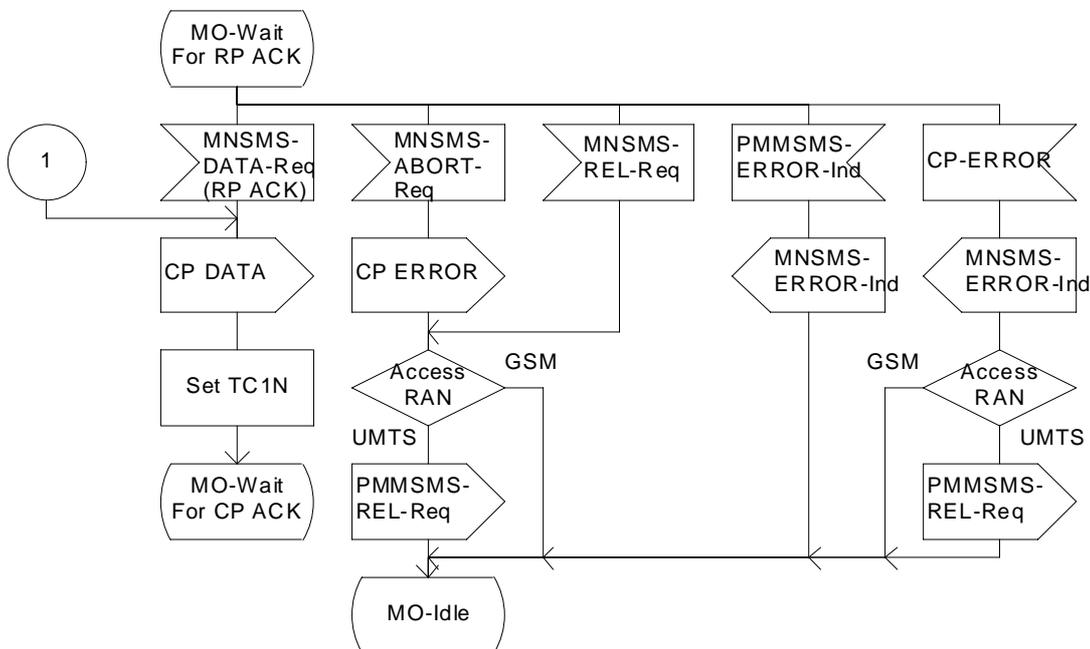 MO-Wait
For RP ACK
1
MNSMS-
DATA-Req
(RP ACK)
MNSMS-
ABORT-
Req
MNSMS-
REL-Req
PMMSMS-
ERROR-Ind
CP-ERROR
CP DATA
CP ERROR
MNSMS-
ERROR-Ind
MNSMS-
ERROR-Ind
Set TC1N
Access
RAN
GSM
UMTS
GSM
Access
RAN
UMTS
MO-Wait
For CP ACK
PMMSMS-
REL-Req
PMMSMS-
REL-Req
MO-Idle